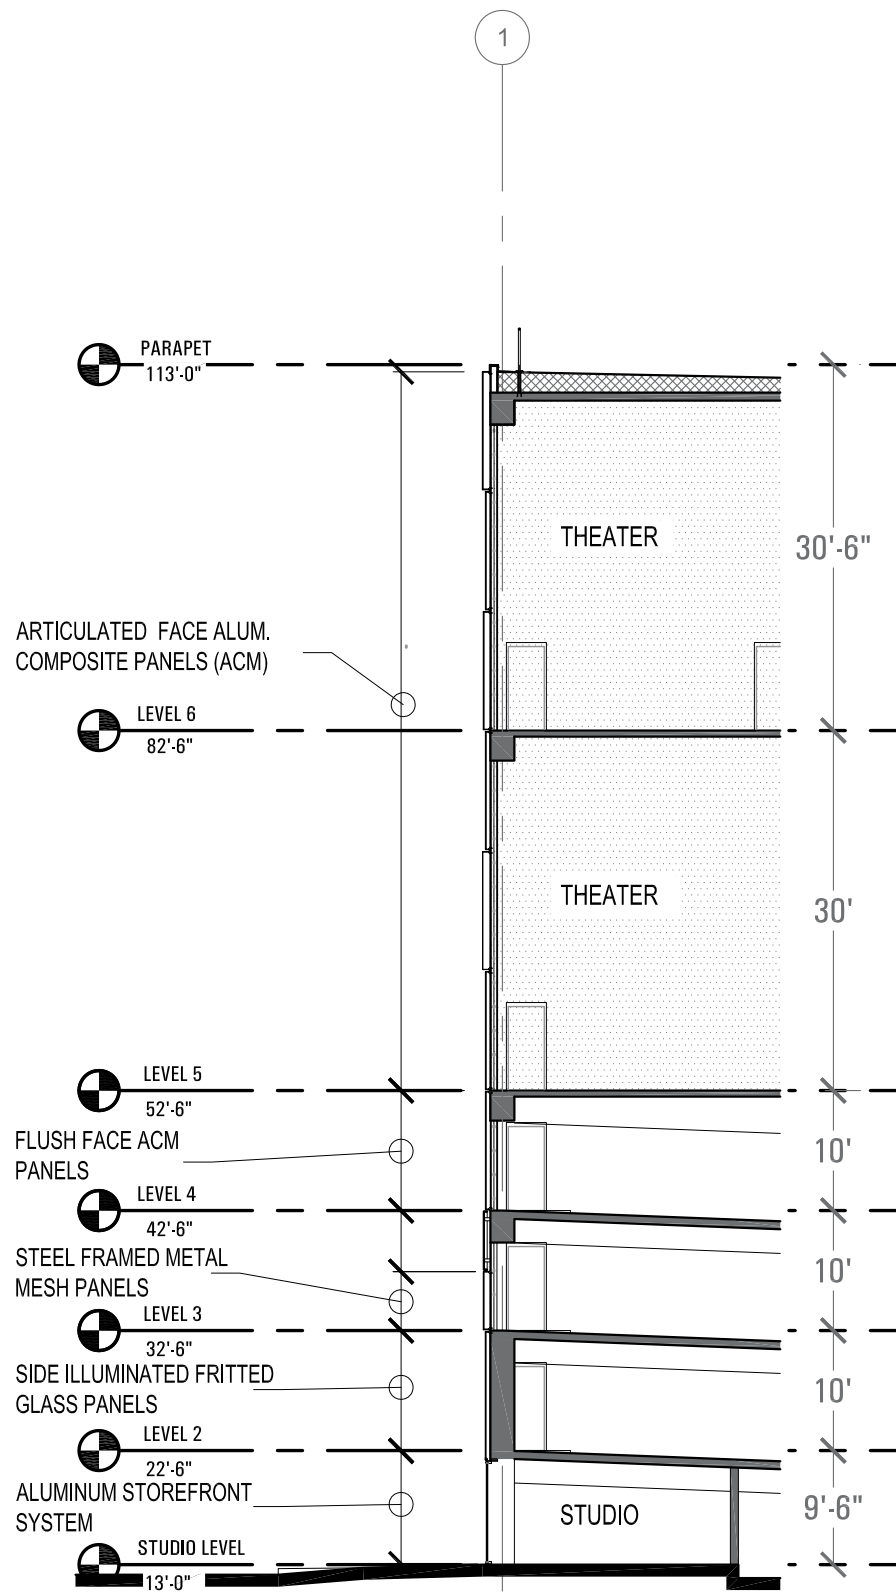 1
PARAPET
113'-0"
THEATER
30'-6"
ARTICULATED FACE ALUM.
COMPOSITE PANELS (ACM)
LEVEL 6
82'-6"
THEATER
30'
LEVEL 5
52'-6"
FLUSH FACE ACM
PANELS
10'
LEVEL 4
42'-6"
STEEL FRAMED METAL
MESH PANELS
10'
LEVEL 3
32'-6"
SIDE ILLUMINATED FRITTED
GLASS PANELS
10'
LEVEL 2
22'-6"
ALUMINUM STOREFRONT
SYSTEM
STUDIO
9'-6"
STUDIO LEVEL
13'-0"